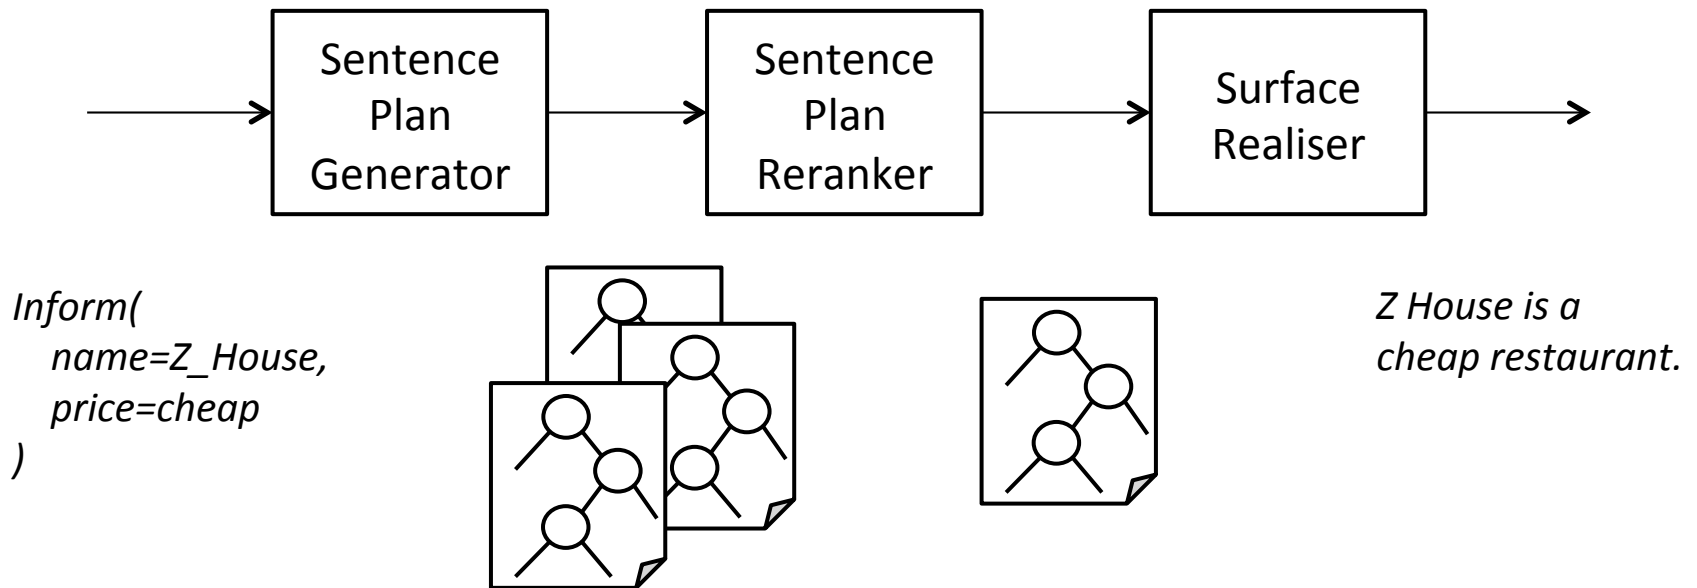 Sentence
Plan
Generator
Sentence
Plan
Reranker
Surface
Realiser
Inform(
name=Z_House,
price=cheap
)
Z House is a
cheap restaurant.